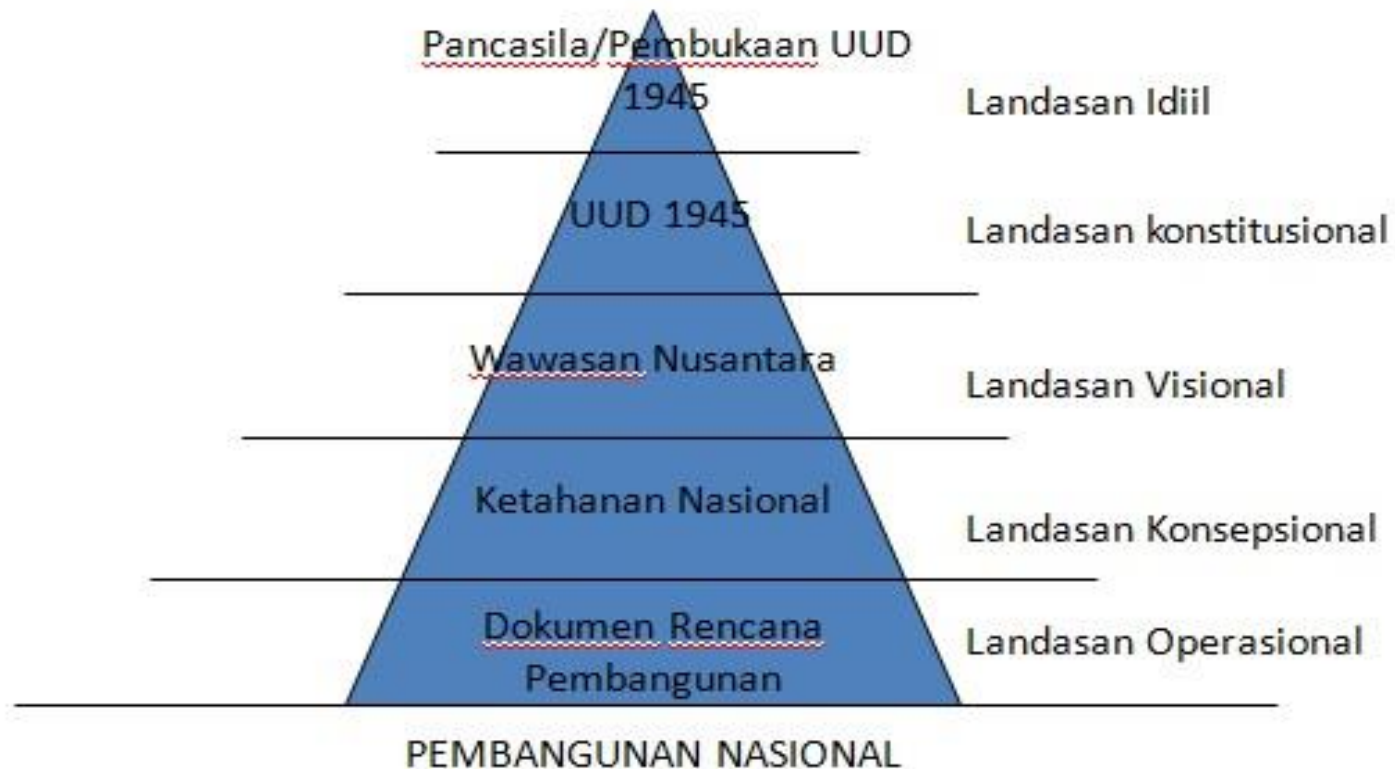 Pancasila/Pembukaan UUD
1945
Landasan Idiil
UUD 1945
Landasan konstitusional
Wawasan Nusantara
Landasan Visional
Ketahanan Nasional
Landasan Konsepsional
Dokumen Rencana
Pembangunan
Landasan Operasional
PEMBANGUNAN NASIONAL